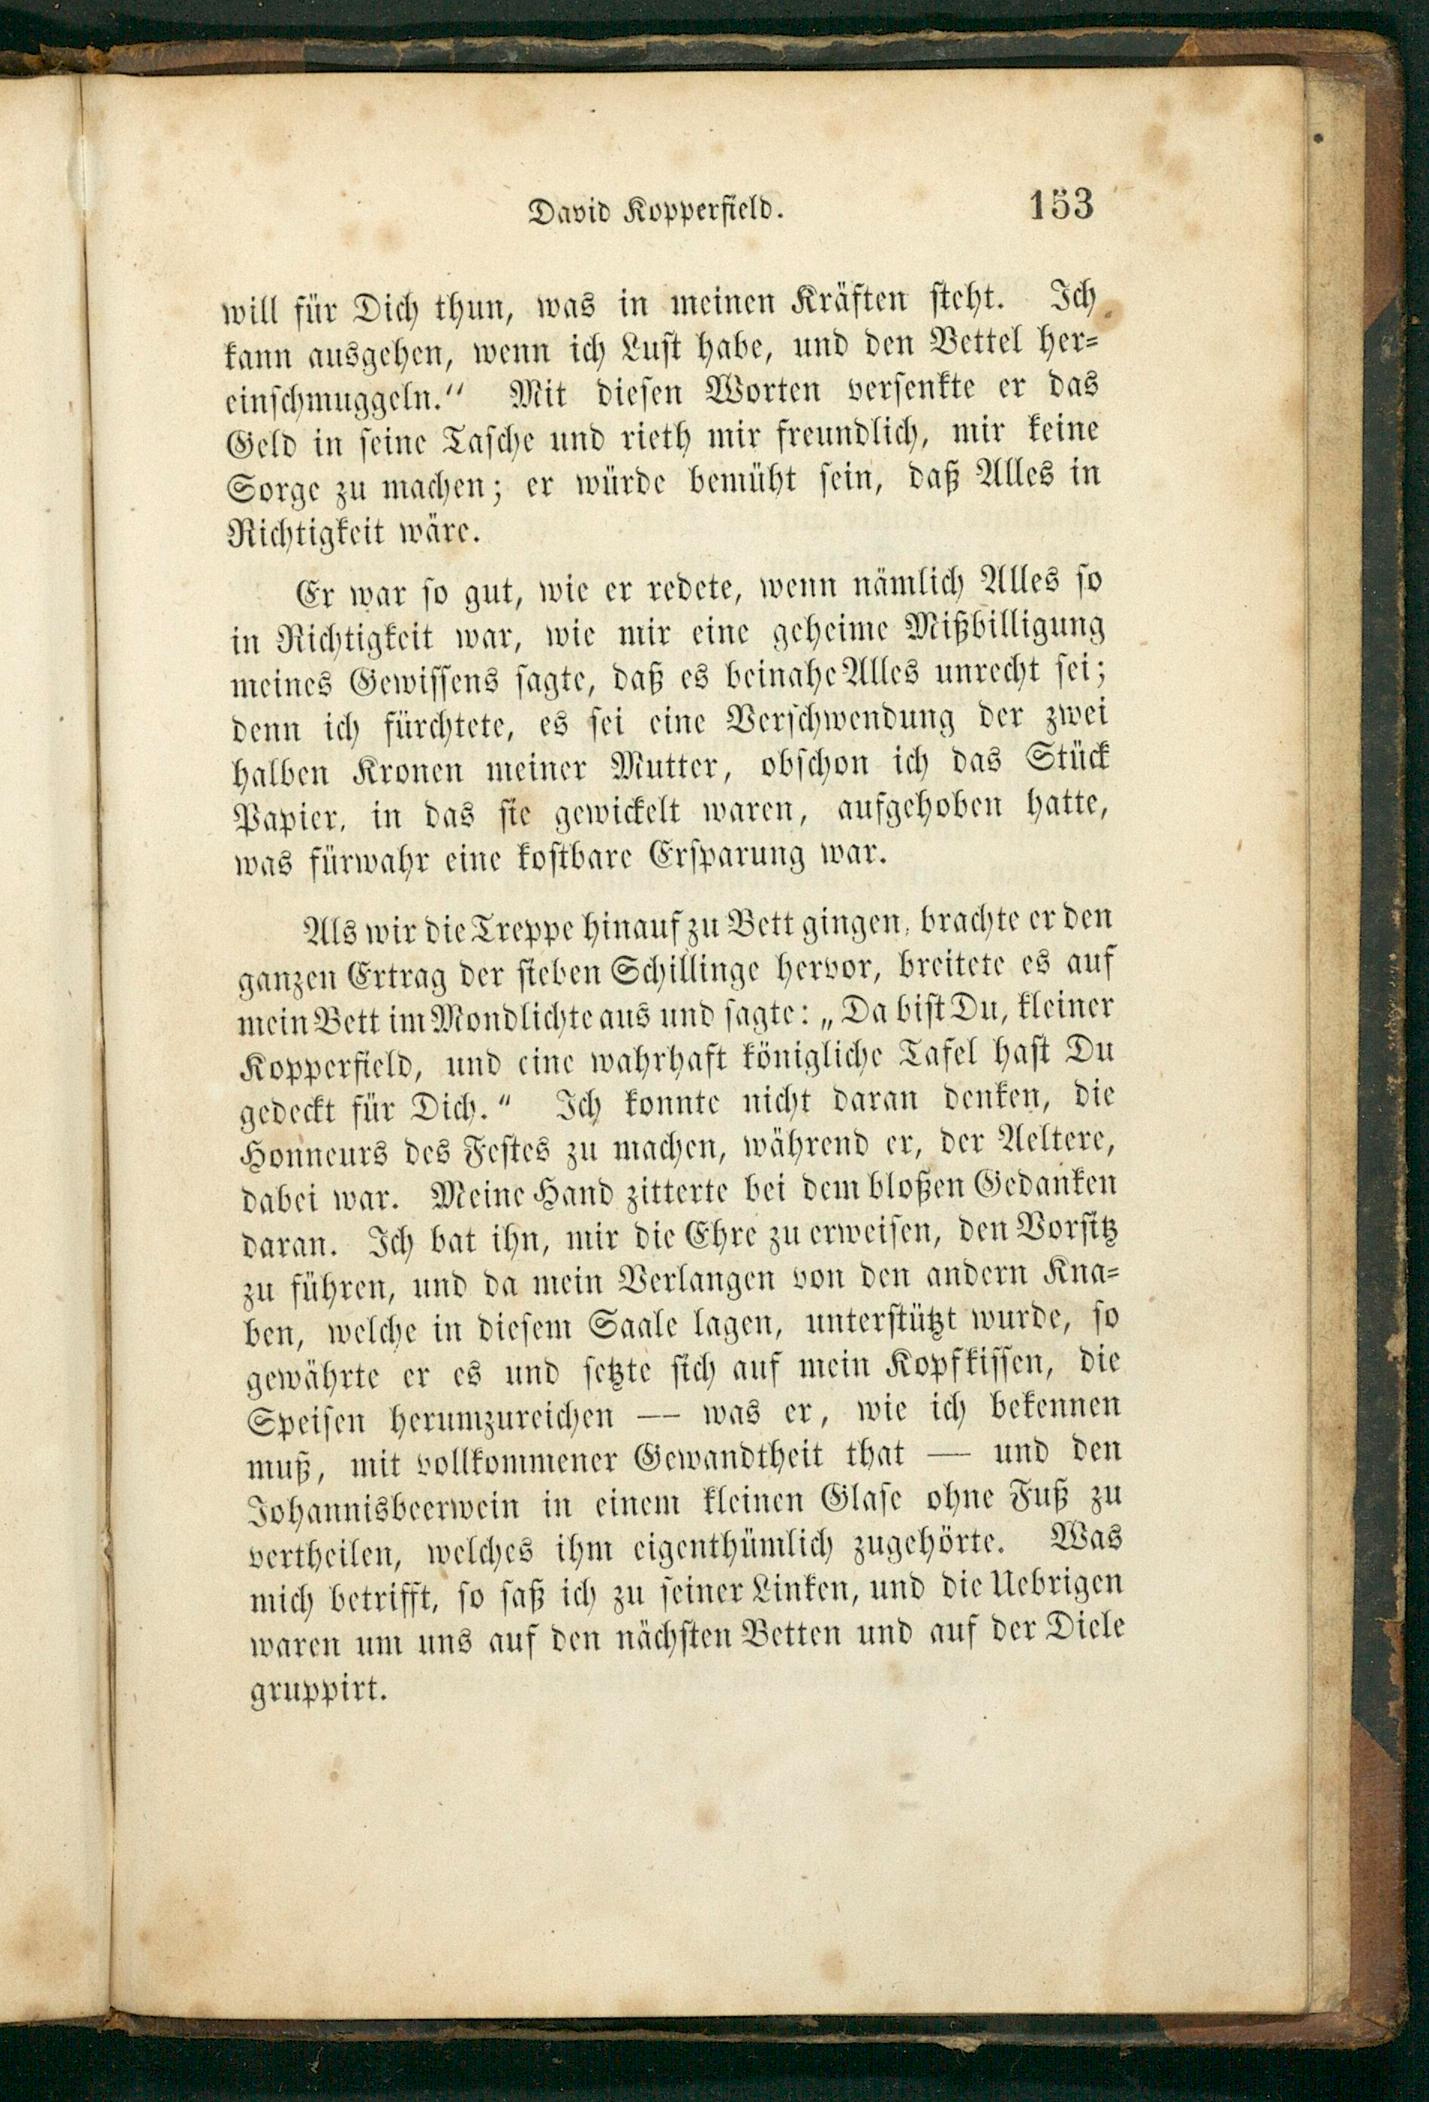 David Kopperfield. 153
will für Dich thun, was in meinen Kräften steht. Ich
kann ausgehen, wenn ich Lust habe, und den Bettel her=
einschmuggeln.“ Mit diesen Worten versenkte er das
Geld in seine Tasche und rieth mir freundlich, mir keine
Sorge zu machen; er würde bemüht sein, daß Alles in
Richtigkeit wäre.
Er war so gut, wie er redete, wenn nämlich Alles so
in Richtigkeit war, wie mir eine geheime Mißbilligung
meines Gewissens sagte, daß es beinahe Alles unrecht sei;
denn ich fürchtete, es sei eine Verschwendung der zwei
halben Kronen meiner Mutter, obschon ich das Stück
Papier, in das sie gewickelt waren, aufgehoben hatte,
was fürwahr eine kostbare Ersparung war.
Als wir die Treppe hinauf zu Bett gingen, brachte er den
ganzen Ertrag der sieben Schillinge hervor, breitete es auf
mein Bett im Mondlichte aus und sagte: „Da bist Du, kleiner
Kopperfield, und eine wahrhaft königliche Tafel hast Du
gedeckt für Dich.“ Ich konnte nicht daran denken, die
Honneurs des Festes zu machen, während er, der Aeltere,
dabei war. Meine Hand zitterte bei dem bloßen Gedanken
daran. Ich bat ihn, mir die Ehre zu erweisen, den Vorsitz
zu führen, und da mein Verlangen von den andern Kna=
ben, welche in diesem Saale lagen, unterstützt wurde, so
gewährte er es und setzte sich auf mein Kopfkissen, die
Speisen herumzureichen — was er, wie ich bekennen
muß, mit vollkommener Gewandtheit that — und den
Johannisbeerwein in einem kleinen Glase ohne Fuß zu
vertheilen, welches ihm eigenthümlich zugehörte. Was
mich betrifft, so saß ich zu seiner Linken, und die Uebrigen
waren um uns auf den nächsten Betten und auf der Diele
gruppirt.